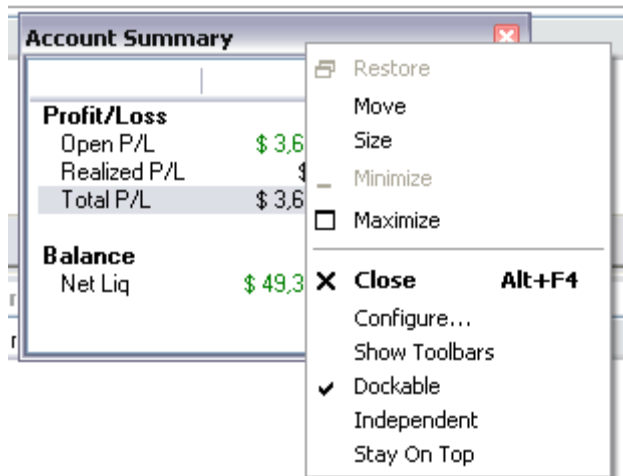 Account Summary
Profit/Loss
Open P/L $ 3,6
Realized P/L $
Total P/L $ 3,6
Balance
Net Liq $ 49,3
Restore
Move
Size
Minimize
Maximize
Close Alt+F4
Configure...
Show Toolbars
Dockable
Independent
Stay On Top